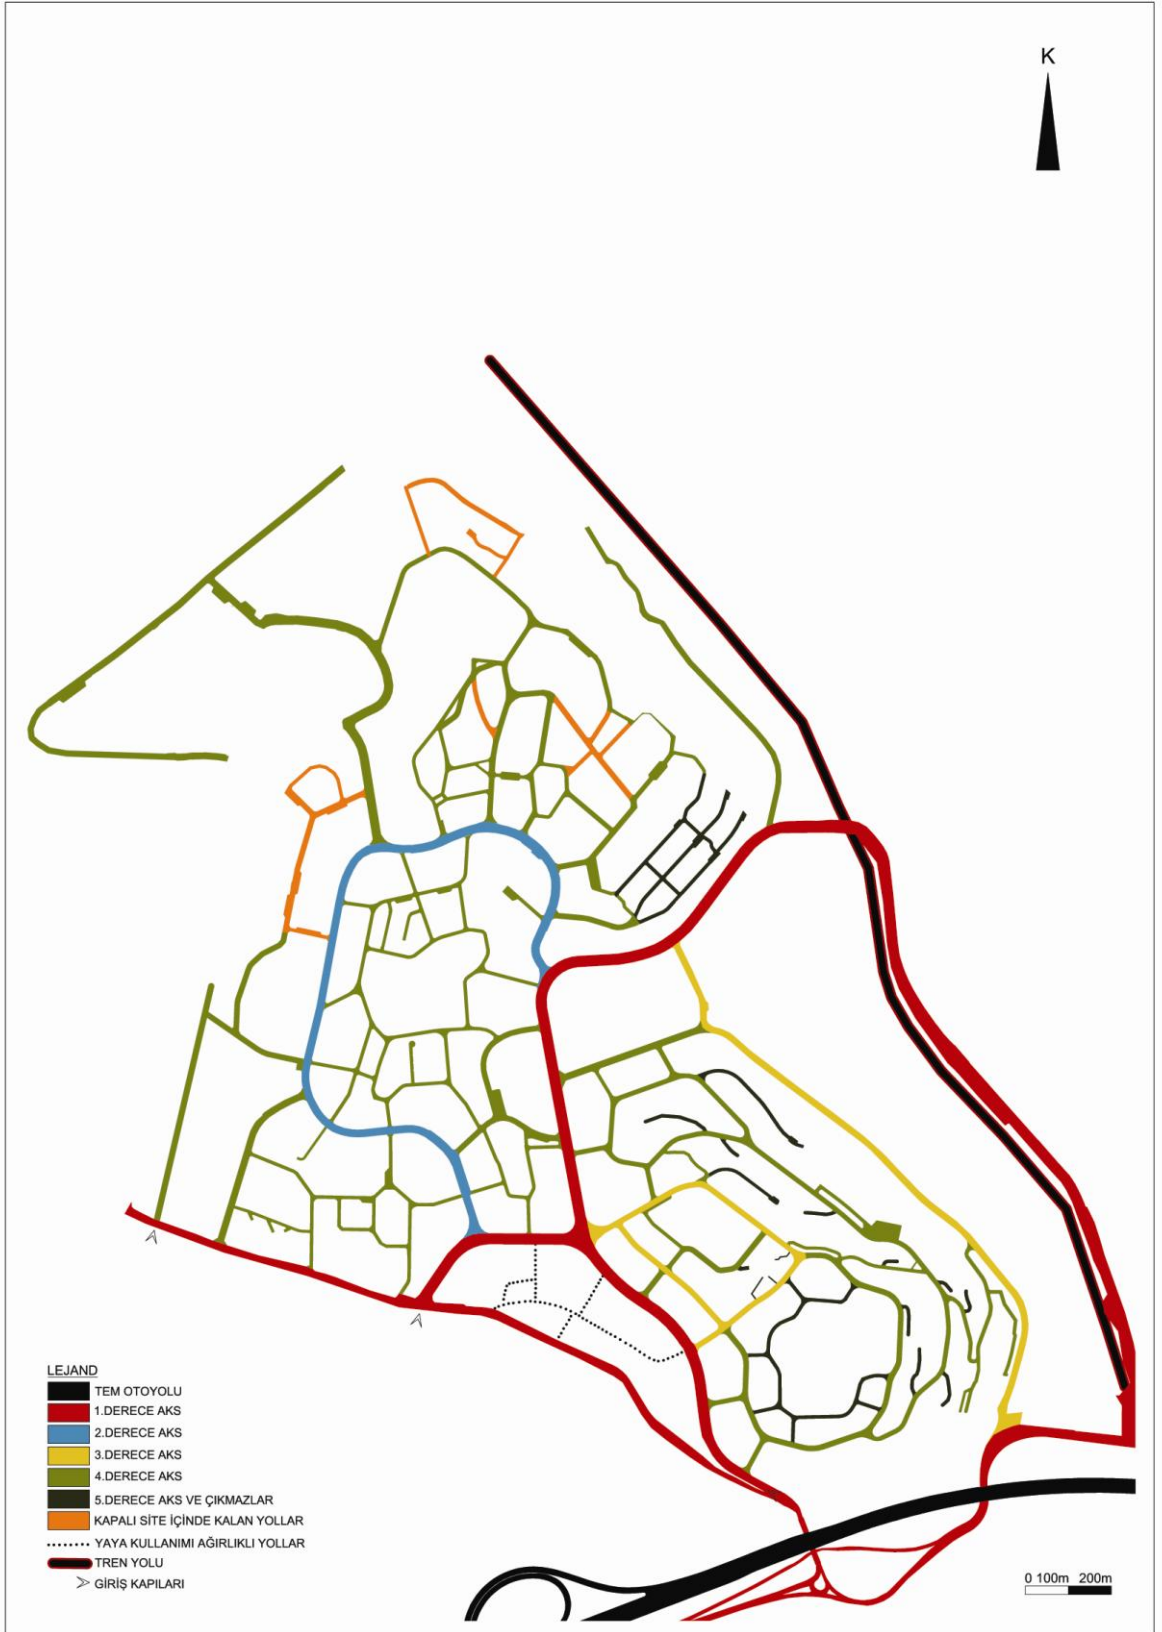 K
LEJAND
TEM OTOYOLU
1.DERECE AKS
2.DERECE AKS
3.DERECE AKS
4.DERECE AKS
5.DERECE AKS VE ÇIKMAZLAR
KAPALI SİTE İÇİNDE KALAN YOLLAR
YAYA KULLANIMI AĞIRLIKLI YOLLAR
TREN YOLU
GİRİŞ KAPILARI
0 100m 200m